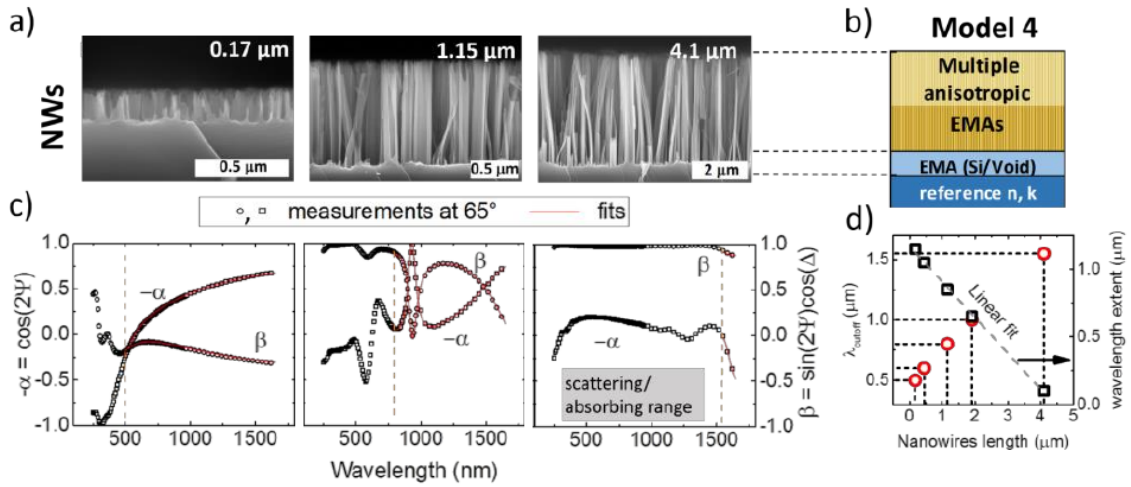 a)
NWs
0.17 µm
0.5 µm
1.15 µm
0.5 µm
4.1 µm
2 µm
b)
Model 4
Multiple
anisotropic
EMAs
EMA (Si/Void)
reference n, k
c)
, measurements at 65° fits
-α = cos(2Ψ)
1.0
0.5
0.0
-0.5
-1.0
−α
β
500 1000 1500
β
−α
500 1000 1500
β
−α
scattering/
absorbing range
500 1000 1500
1.0
0.5
0.0
-0.5
-1.0
β = sin(2Ψ)cos(Δ)
Wavelength (nm)
d)
λcutoff (µm)
1.5
1.0
0.5
Linear fit
1.0
0.5
0.0
wavelength extent (µm)
0 1 2 3 4 5
Nanowires length (µm)